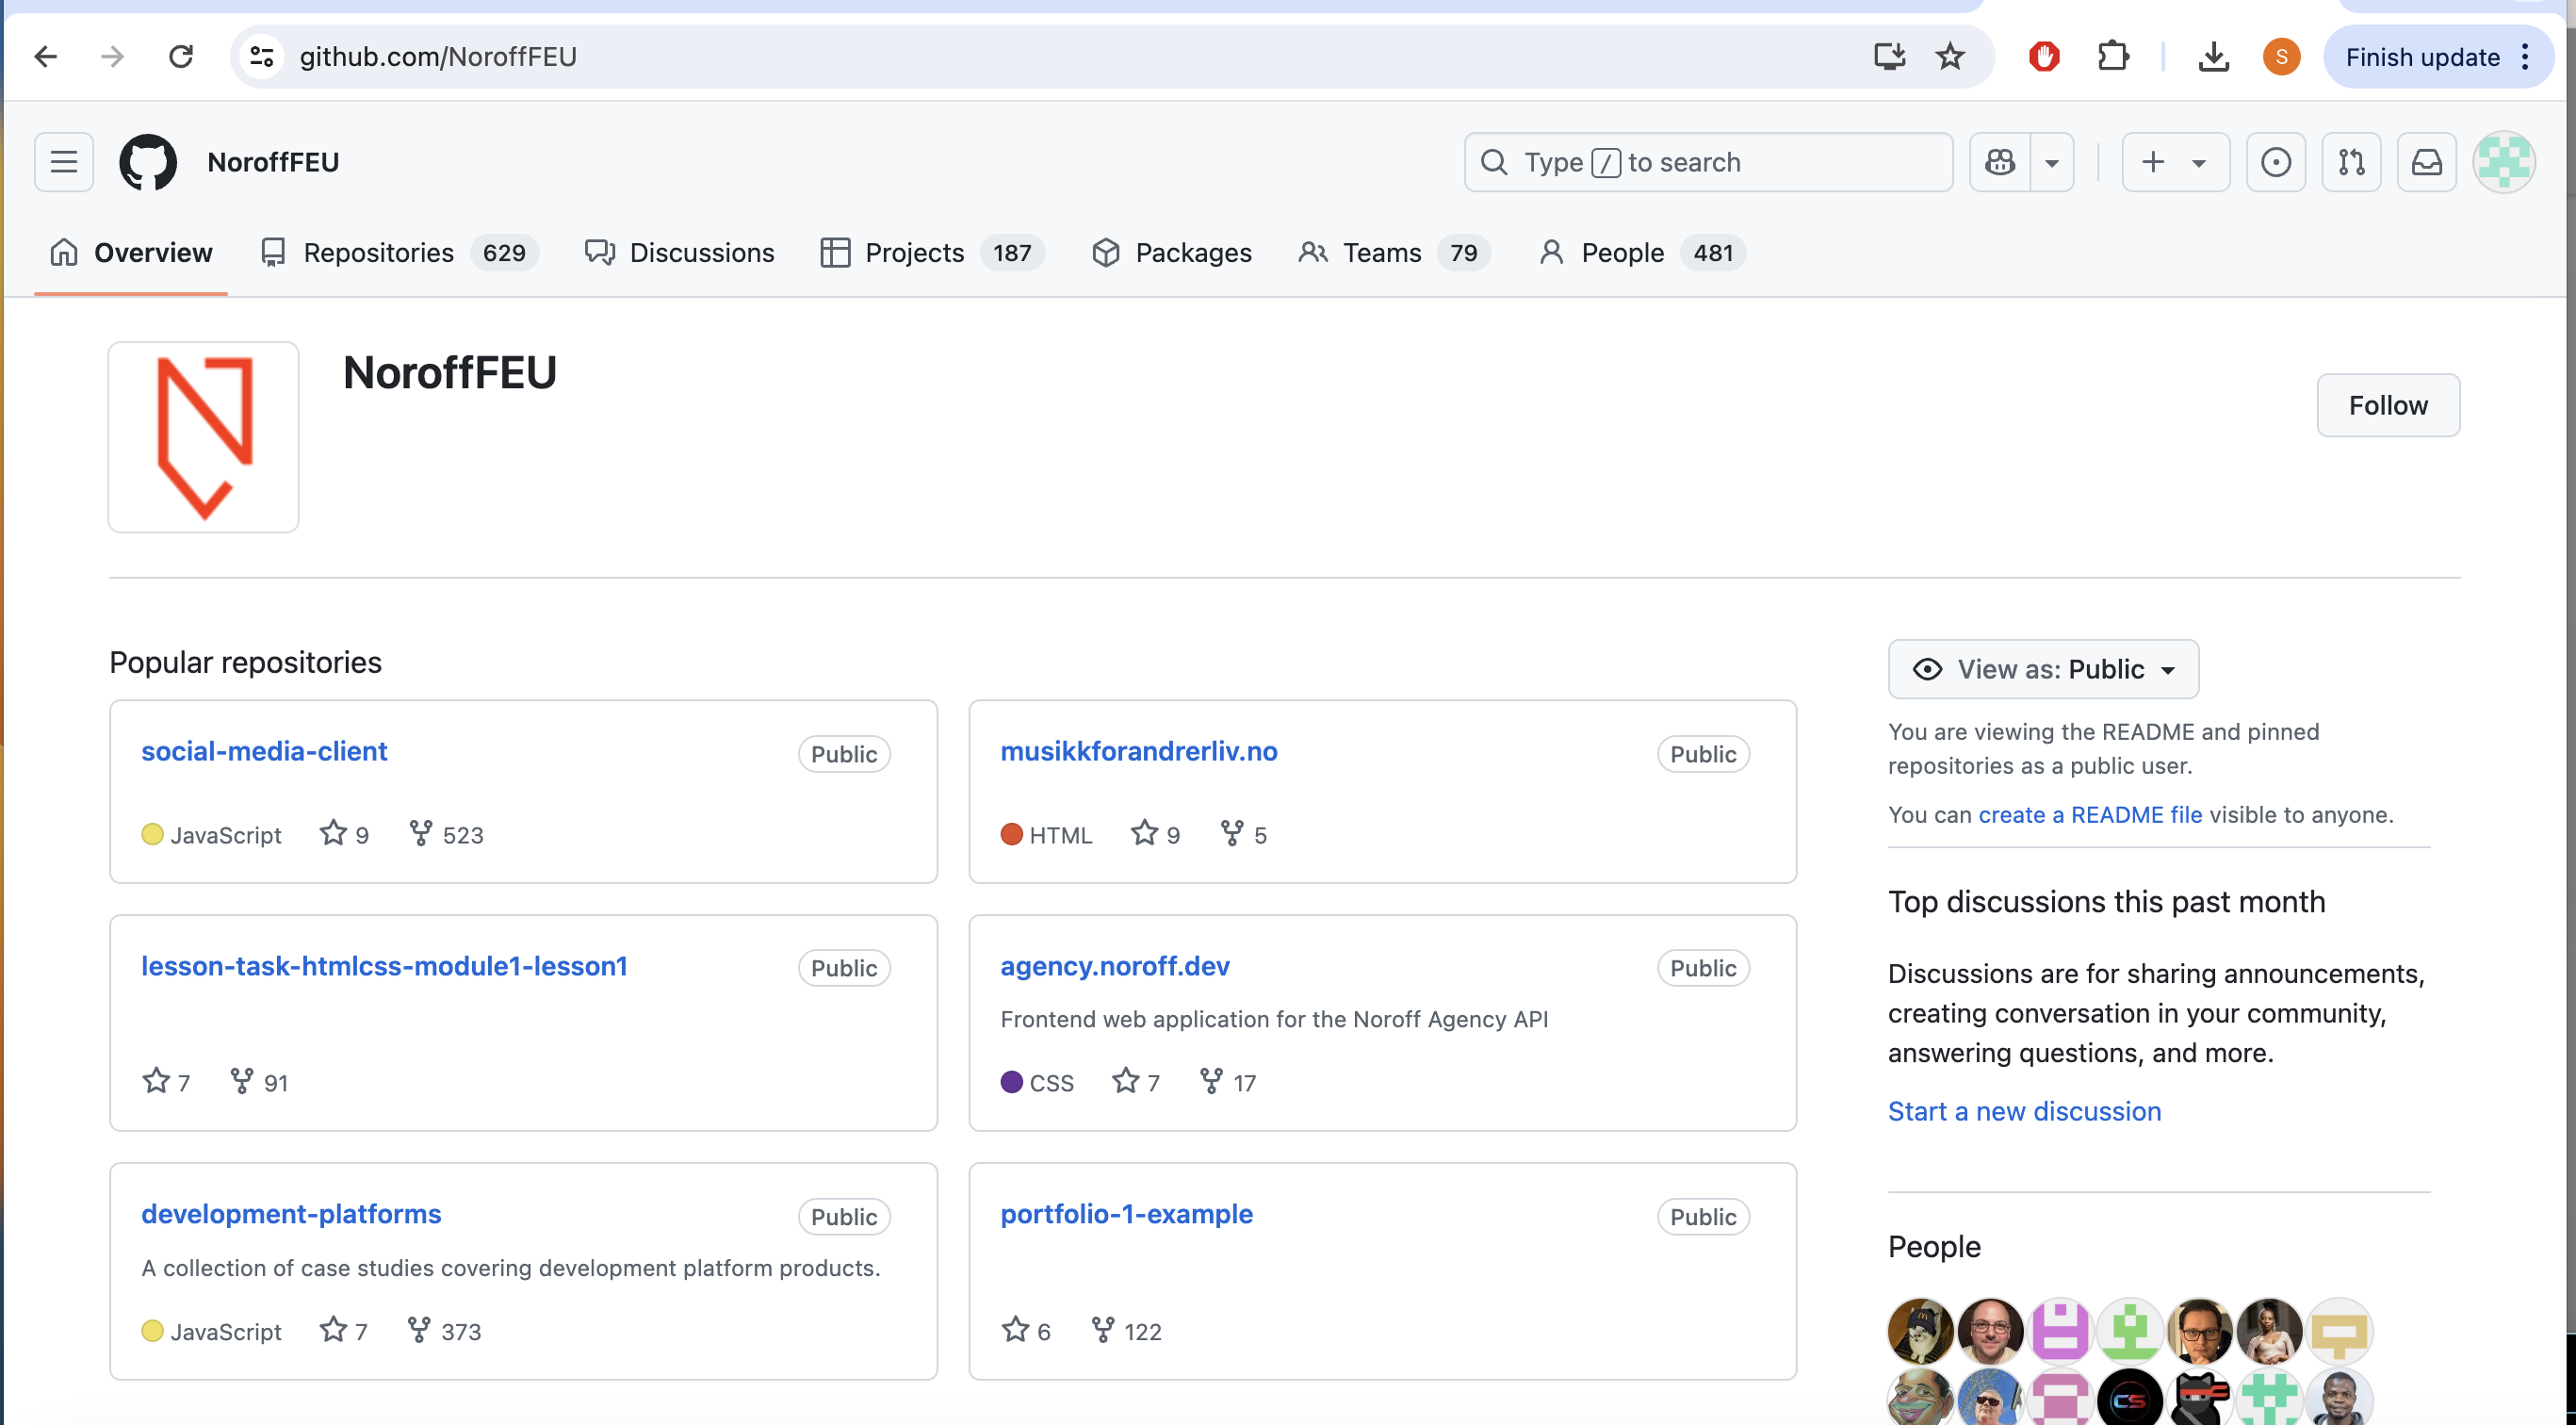 github.com/NoroffFEU
S
Finish update
NoroffFEU
Type / to search
Overview
Repositories 629
Discussions
Projects 187
Packages
Teams 79
People 481
NoroffFEU
Follow
Popular repositories
social-media-client
Public
JavaScript 9 523
musikkforandrerliv.no
Public
HTML 9 5
lesson-task-htmlcss-module1-lesson1
Public
7 91
agency.noroff.dev
Public
Frontend web application for the Noroff Agency API
CSS 7 17
development-platforms
Public
A collection of case studies covering development platform products.
JavaScript 7 373
portfolio-1-example
Public
6 122
View as: Public
You are viewing the README and pinned
repositories as a public user.
You can create a README file visible to anyone.
Top discussions this past month
Discussions are for sharing announcements,
creating conversation in your community,
answering questions, and more.
Start a new discussion
People
CS